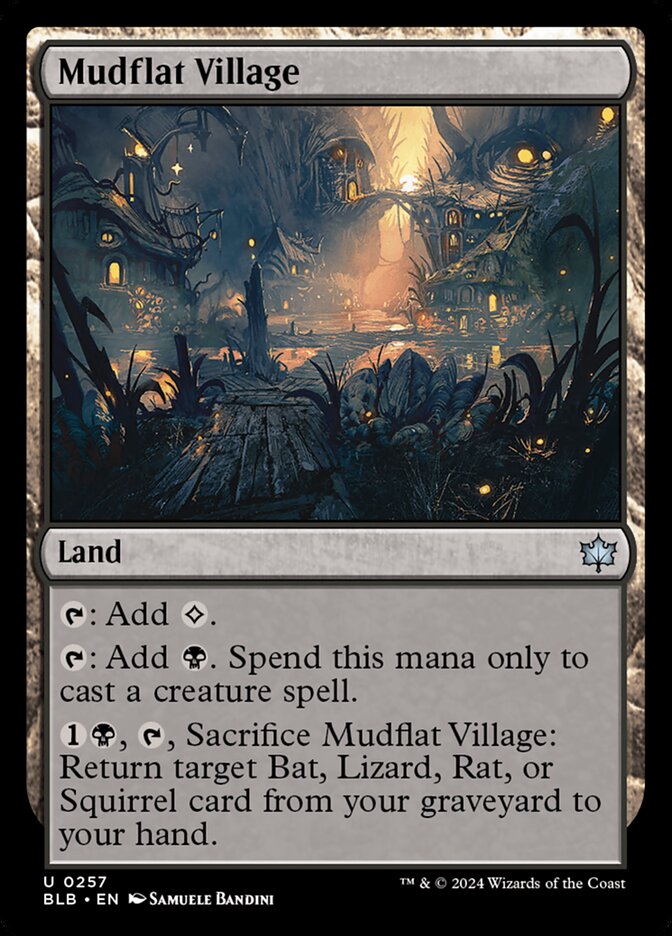 Mudflat Village
Land
: Add .
: Add . Spend this mana only to
cast a creature spell.
1, , Sacrifice Mudflat Village:
Return target Bat, Lizard, Rat, or
Squirrel card from your graveyard to
your hand.
U 0257
BLB • EN Samuele Bandini
™ & © 2024 Wizards of the Coast